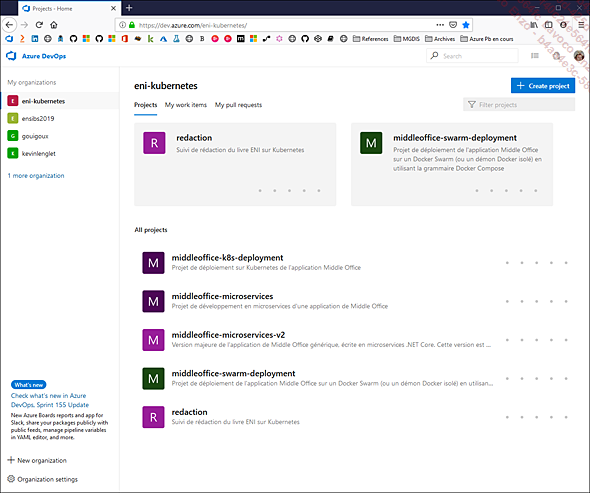 Projects - Home
https://dev.azure.com/eni-kubernetes/
References
MGDIS
Archives
Azure Pb en cours
Azure DevOps
Search
My organizations
E eni-kubernetes
E ensibs2019
G gouigoux
K kevinlenglet
1 more organization
What's new
Check what's new in Azure
DevOps, Sprint 155 Update
New Azure Boards reports and app for
Slack, share your packages publicly with
public feeds, manage pipeline variables
in YAML editor, and more.
+ New organization
Organization settings
eni-kubernetes
+ Create project
Projects
My work items
My pull requests
Filter projects
R redaction
Suivi de rédaction du livre ENI sur Kubernetes
M middleoffice-swarm-deployment
Projet de déploiement de l'application Middle Office
sur un Docker Swarm (ou un démon Docker isolé) en
utilisant la grammaire Docker Compose
All projects
M middleoffice-k8s-deployment
Projet de déploiement sur Kubernetes de l'application Middle Office
M middleoffice-microservices
Projet de développement en microservices d'une application de Middle Office
M middleoffice-microservices-v2
Version majeure de l'application de Middle Office générique, écrite en microservices .NET Core. Cette version est ...
M middleoffice-swarm-deployment
Projet de déploiement de l'application Middle Office sur un Docker Swarm (ou un démon Docker isolé) en utilisan...
R redaction
Suivi de rédaction du livre ENI sur Kubernetes